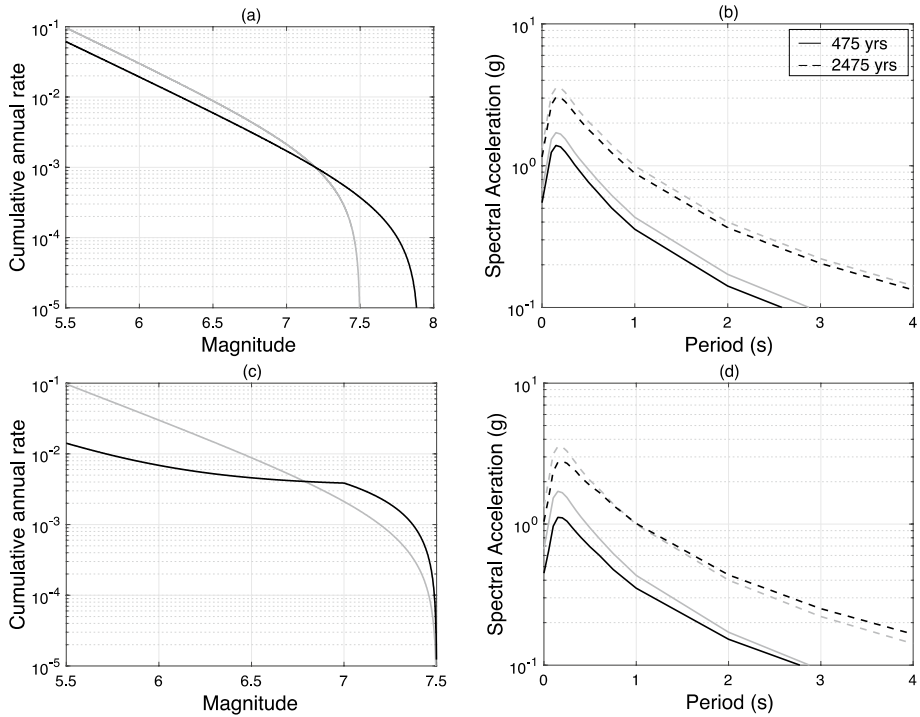 (a)
10^-1
10^-2
10^-3
10^-4
10^-5
Cumulative annual rate
5.5 6 6.5 7 7.5 8
Magnitude
(b)
475 yrs
2475 yrs
10^1
10^0
10^-1
Spectral Acceleration (g)
0 1 2 3 4
Period (s)
(c)
10^-1
10^-2
10^-3
10^-4
10^-5
Cumulative annual rate
5.5 6 6.5 7 7.5
Magnitude
(d)
10^1
10^0
10^-1
Spectral Acceleration (g)
0 1 2 3 4
Period (s)